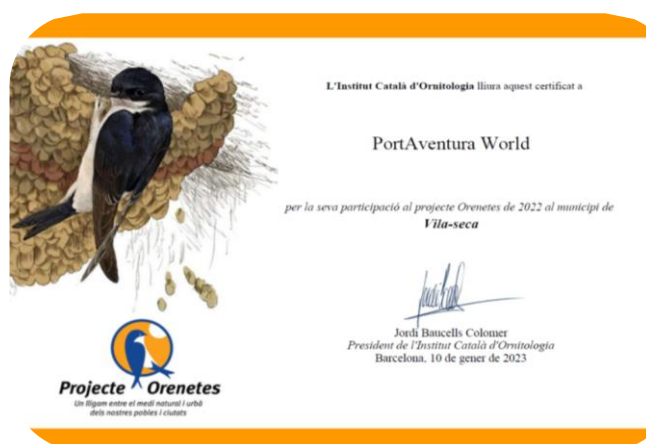 L'Institut Català d'Ornitologia lliura aquest certificat a
PortAventura World
per la seva participació al projecte Orenetes de 2022 al municipi de
Vila-seca
Jordi Baucells Colomer
President de l'Institut Català d'Ornitologia
Barcelona, 10 de gener de 2023
Projecte Orenetes
Un lligam entre el medi natural i urbà
dels nostres pobles i ciutats